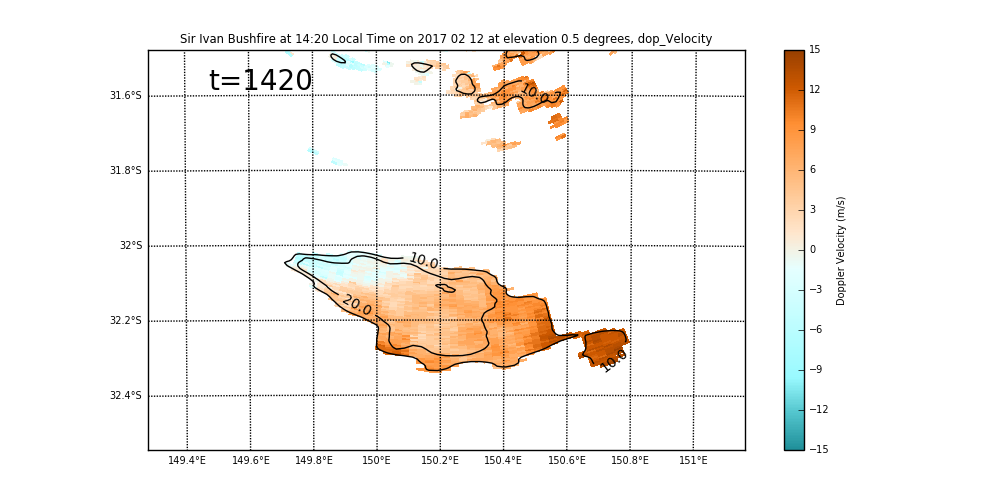 Sir Ivan Bushfire at 14:20 Local Time on 2017 02 12 at elevation 0.5 degrees, dop_Velocity
t=1420
10.0
31.6°S
31.8°S
32°S
32.2°S
32.4°S
10.0
20.0
10.0
149.4°E 149.6°E 149.8°E 150°E 150.2°E 150.4°E 150.6°E 150.8°E 151°E
15
12
9
6
3
0
−3
−6
−9
−12
−15
Doppler Velocity (m/s)